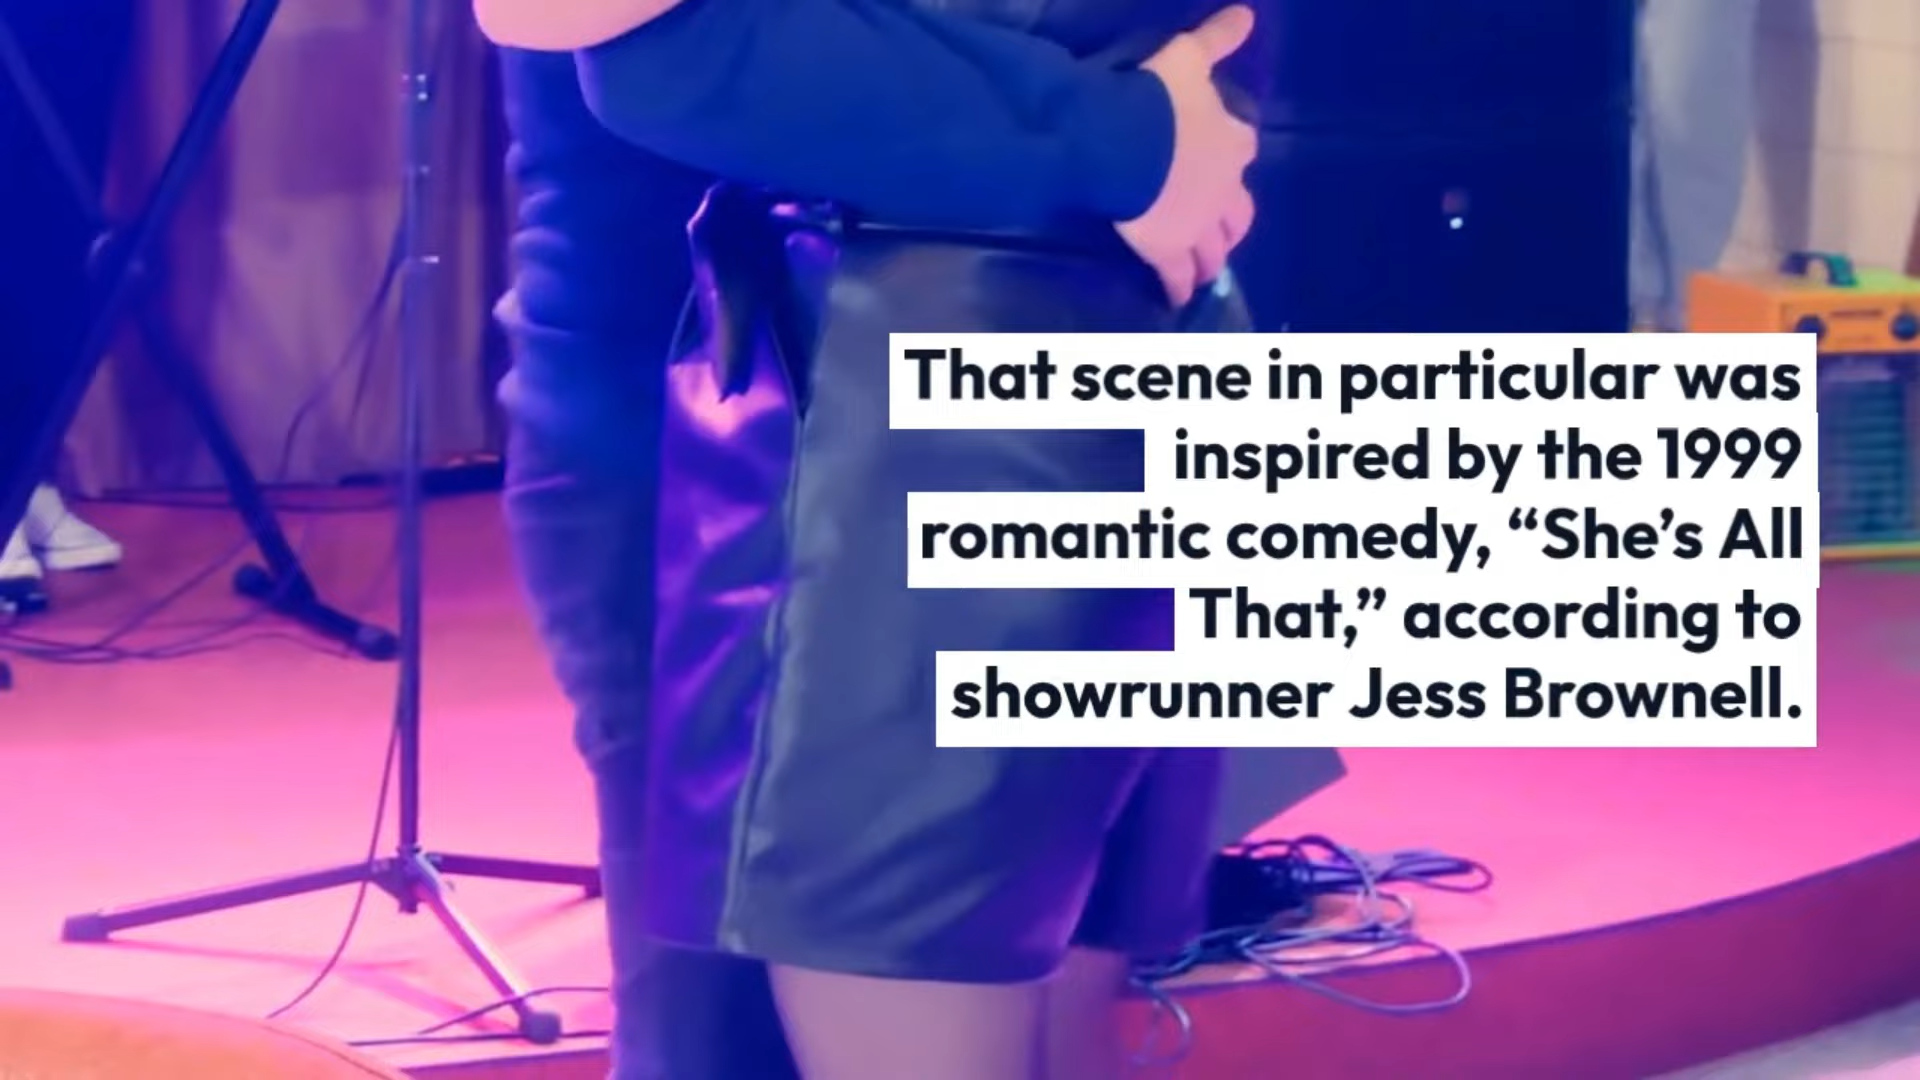 That scene in particular was
inspired by the 1999
romantic comedy, “She’s All
That,” according to
showrunner Jess Brownell.